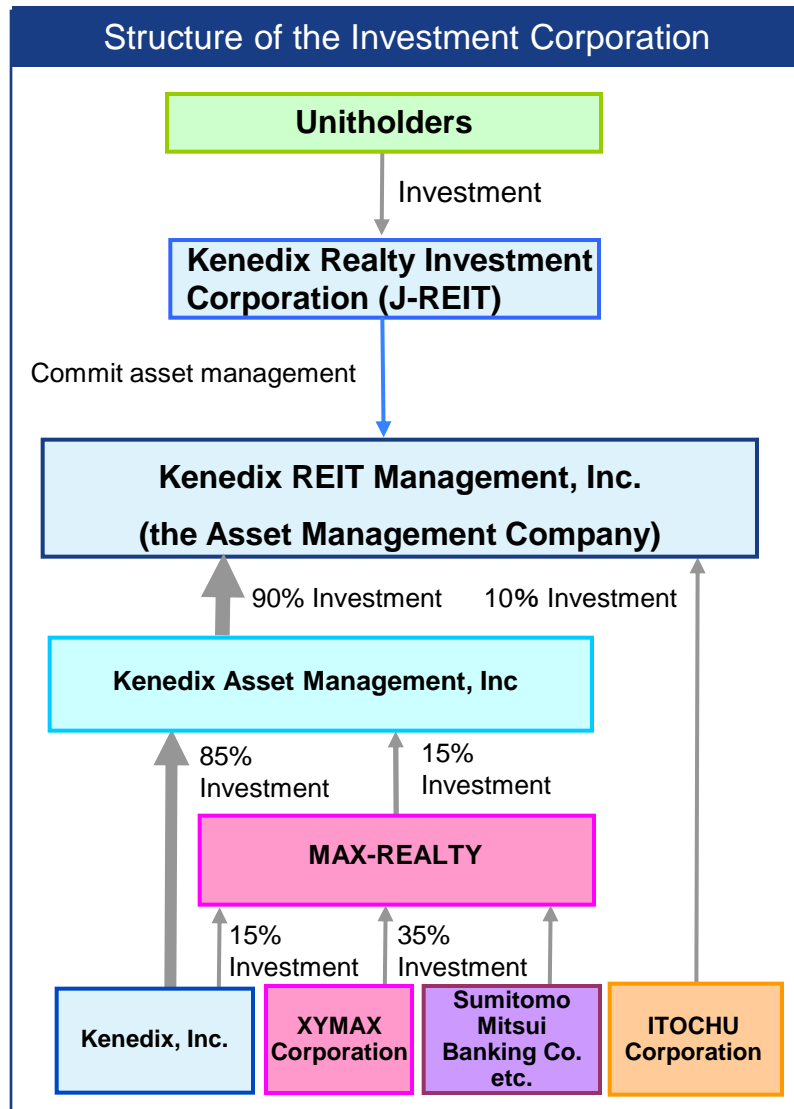 Structure of the Investment Corporation
Unitholders
Investment
Kenedix Realty Investment
Corporation (J-REIT)
Commit asset management
Kenedix REIT Management, Inc.
(the Asset Management Company)
90% Investment
10% Investment
Kenedix Asset Management, Inc
85%
Investment
15%
Investment
MAX-REALTY
15%
Investment
35%
Investment
Kenedix, Inc.
XYMAX
Corporation
Sumitomo
Mitsui
Banking Co.
etc.
ITOCHU
Corporation